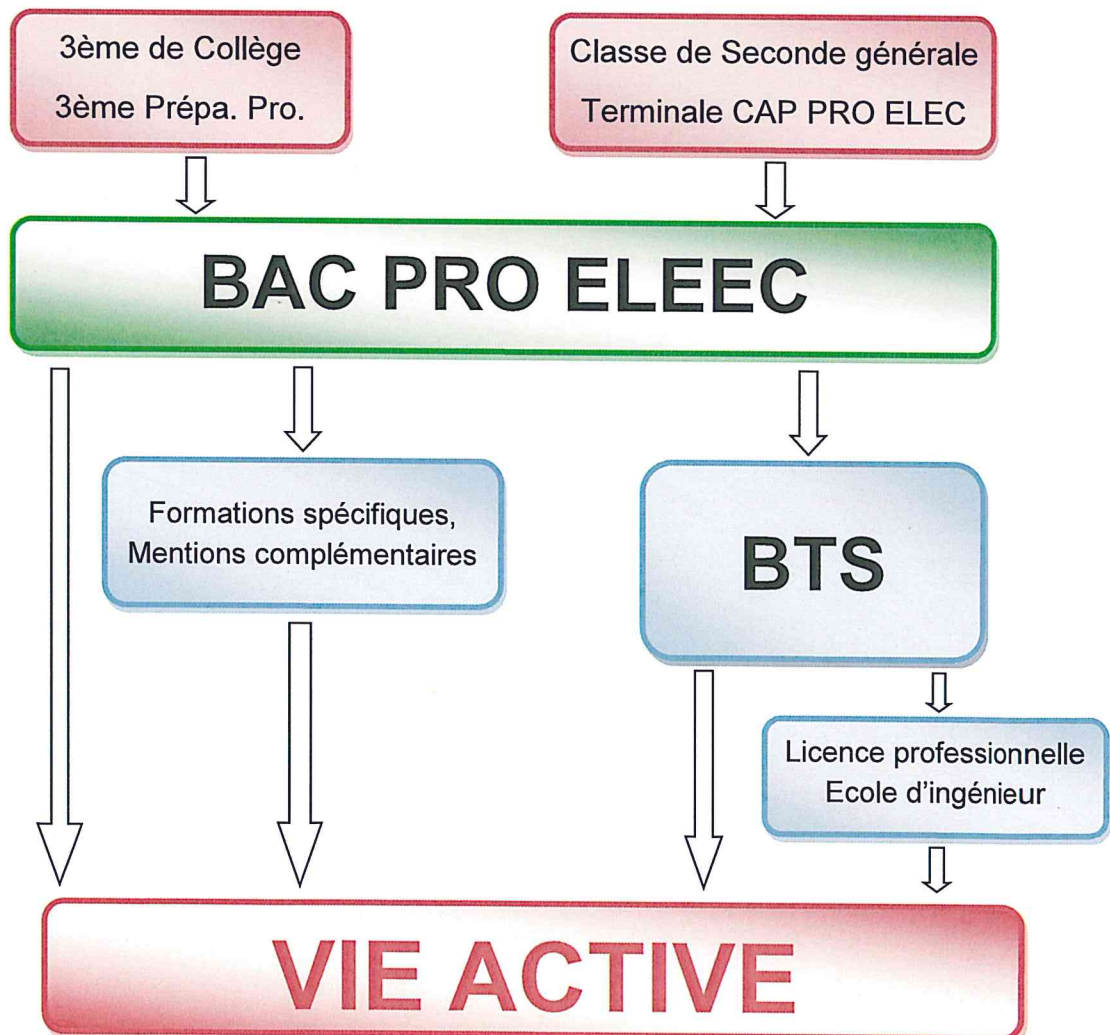 3ème de Collège
3ème Prépa. Pro.
Classe de Seconde générale
Terminale CAP PRO ELEC
BAC PRO ELEEC
Formations spécifiques,
Mentions complémentaires
BTS
Licence professionnelle
Ecole d'ingénieur
VIE ACTIVE